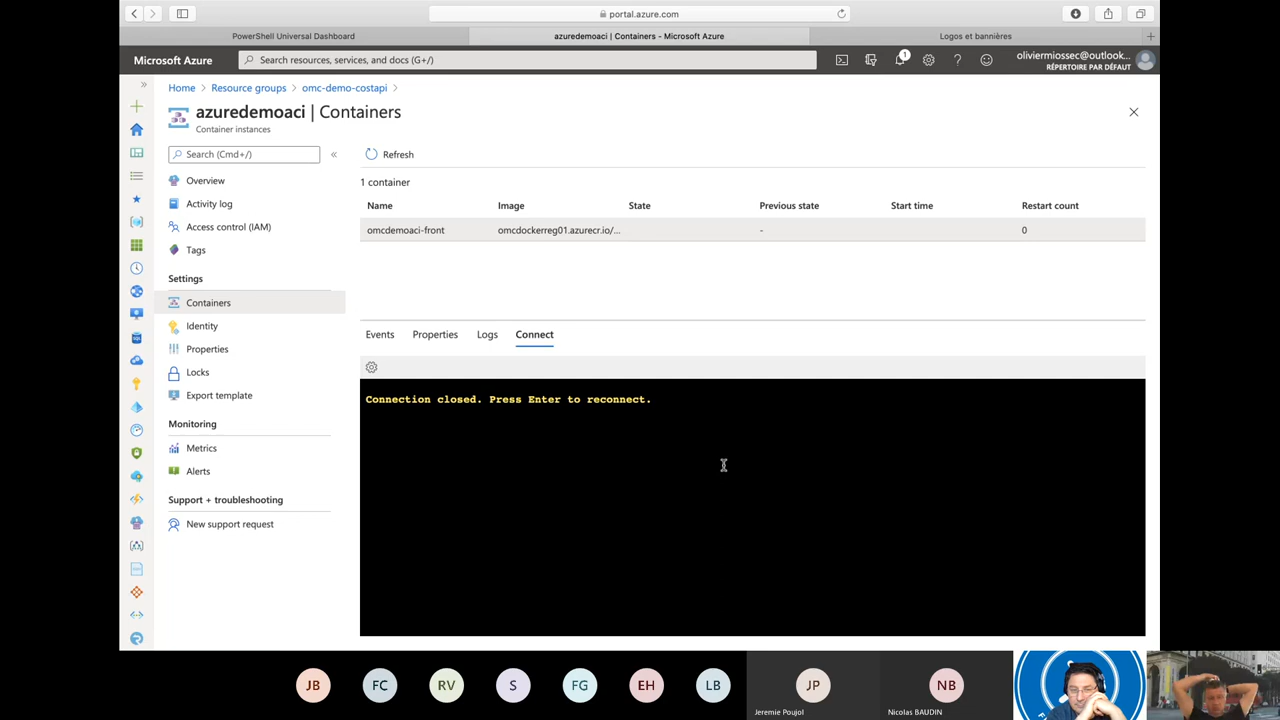 portal.azure.com
PowerShell Universal Dashboard
azuredemoaci | Containers - Microsoft Azure
Logos et bannières
Microsoft Azure
Search resources, services, and docs (G+/)
1
oliviermiossec@outlook...
RÉPERTOIRE PAR DÉFAUT
Home
Resource groups
omc-demo-costapi
azuredemoaci | Containers
Container instances
Search (Cmd+/)
Overview
Activity log
Access control (IAM)
Tags
Settings
Containers
Identity
Properties
Locks
Export template
Monitoring
Metrics
Alerts
Support + troubleshooting
New support request
Refresh
1 container
Name Image State Previous state Start time Restart count
omcdemoaci-front omcdockerreg01.azurecr.io/... - 0
Events Properties Logs Connect
Connection closed. Press Enter to reconnect.
JB FC RV S FG EH LB JP NB
Jeremie Poujol Nicolas BAUDIN